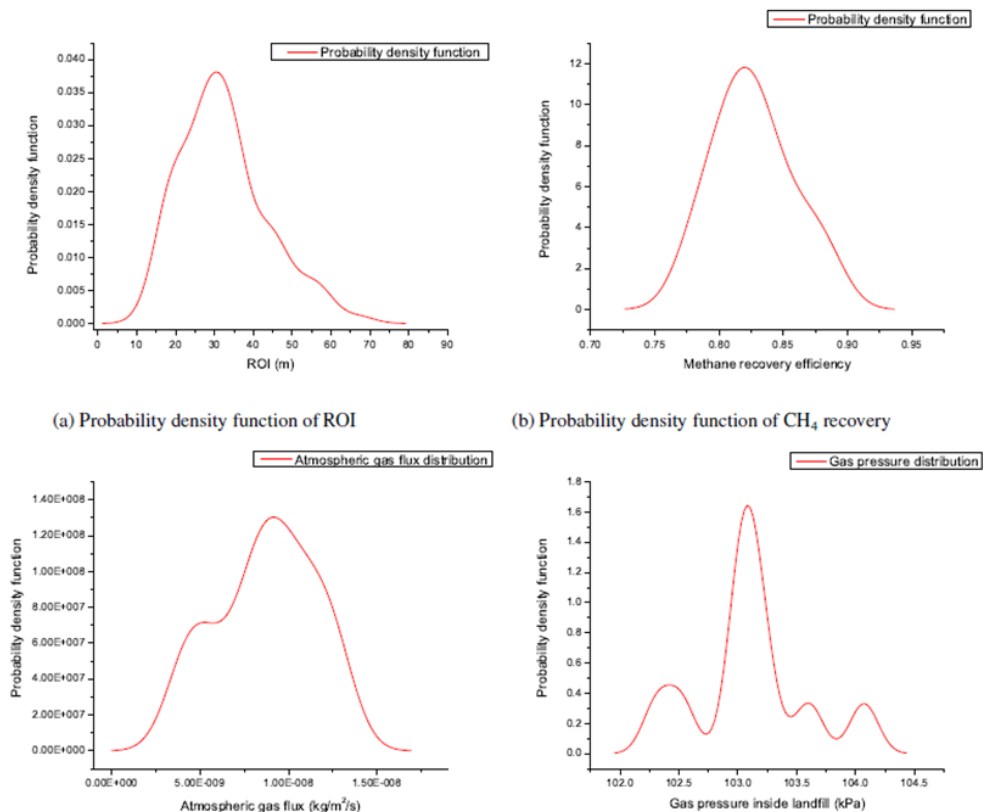 Probability density function
0.040
0.035
0.030
0.025
0.020
0.015
0.010
0.005
0.000
Probability density function
0 10 20 30 40 50 60 70 80 90
ROI (m)
(a) Probability density function of ROI
Probability density function
12
10
8
6
4
2
0
Probability density function
0.70 0.75 0.80 0.85 0.90 0.95
Methane recovery efficiency
(b) Probability density function of CH₄ recovery
Atmospheric gas flux distribution
1.40E+008
1.20E+008
1.00E+008
8.00E+007
6.00E+007
4.00E+007
2.00E+007
0.00E+000
Probability density function
0.00E+000 5.00E-009 1.00E-008 1.50E-008
Atmospheric gas flux (kg/m²/s)
Gas pressure distribution
1.8
1.6
1.4
1.2
1.0
0.8
0.6
0.4
0.2
0.0
Probability density function
102.0 102.5 103.0 103.5 104.0 104.5
Gas pressure inside landfill (kPa)